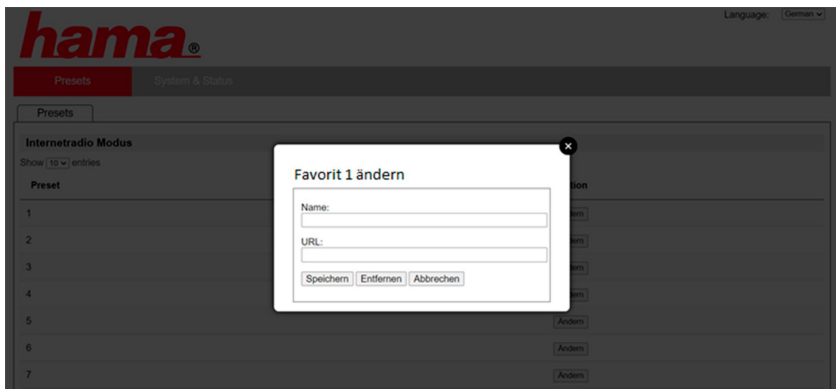 Language: German
hama®
Presets System & Status
Presets
Internetradio Modus
Show 10 entries
Preset
Favorit 1 ändern
Name:
URL:
Speichern Entfernen Abbrechen
1
2
3
4
5 Ändern
6 Ändern
7 Ändern